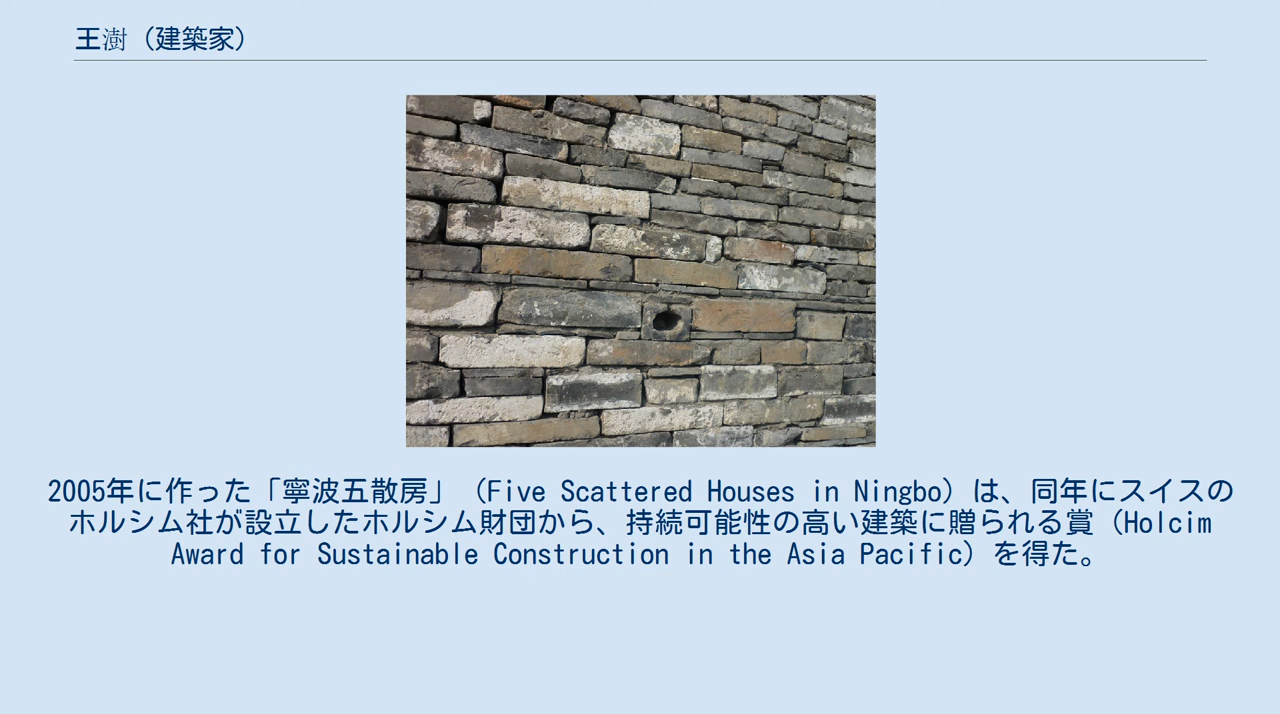 王澍（建築家）
2005年に作った「寧波五散房」（Five Scattered Houses in Ningbo）は、同年にスイスの
ホルシム社が設立したホルシム財団から、持続可能性の高い建築に贈られる賞（Holcim
Award for Sustainable Construction in the Asia Pacific）を得た。